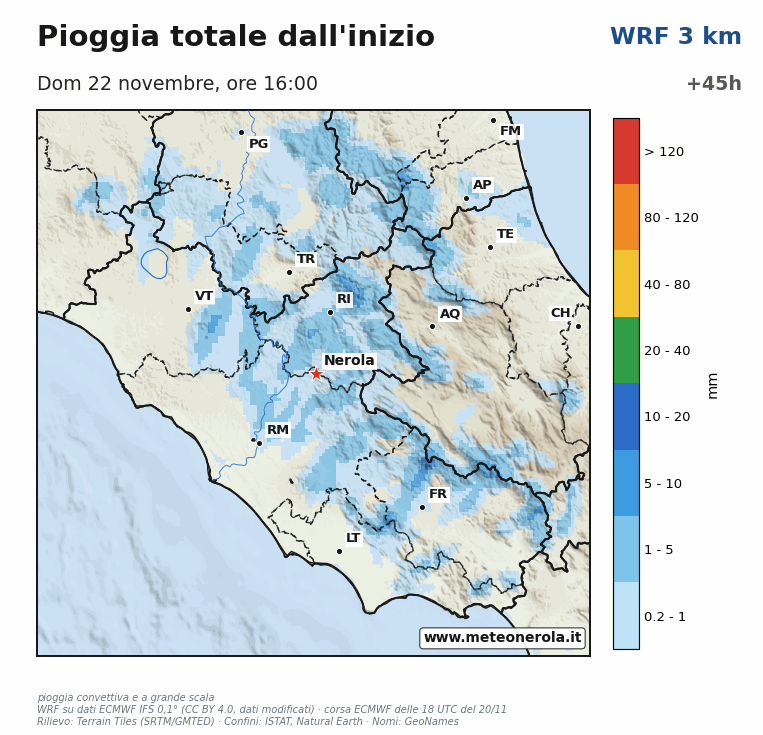 Pioggia totale dall'inizio
WRF 3 km
Dom 22 novembre, ore 16:00
+45h
FM
PG
AP
TE
TR
VT
RI
AQ
CH
Nerola
RM
FR
LT
www.meteonerola.it
> 120
80 - 120
40 - 80
20 - 40
10 - 20
5 - 10
1 - 5
0.2 - 1
mm
pioggia convettiva e a grande scala
WRF su dati ECMWF IFS 0,1° (CC BY 4.0, dati modificati) · corsa ECMWF delle 18 UTC del 20/11
Rilievo: Terrain Tiles (SRTM/GMTED) · Confini: ISTAT, Natural Earth · Nomi: GeoNames